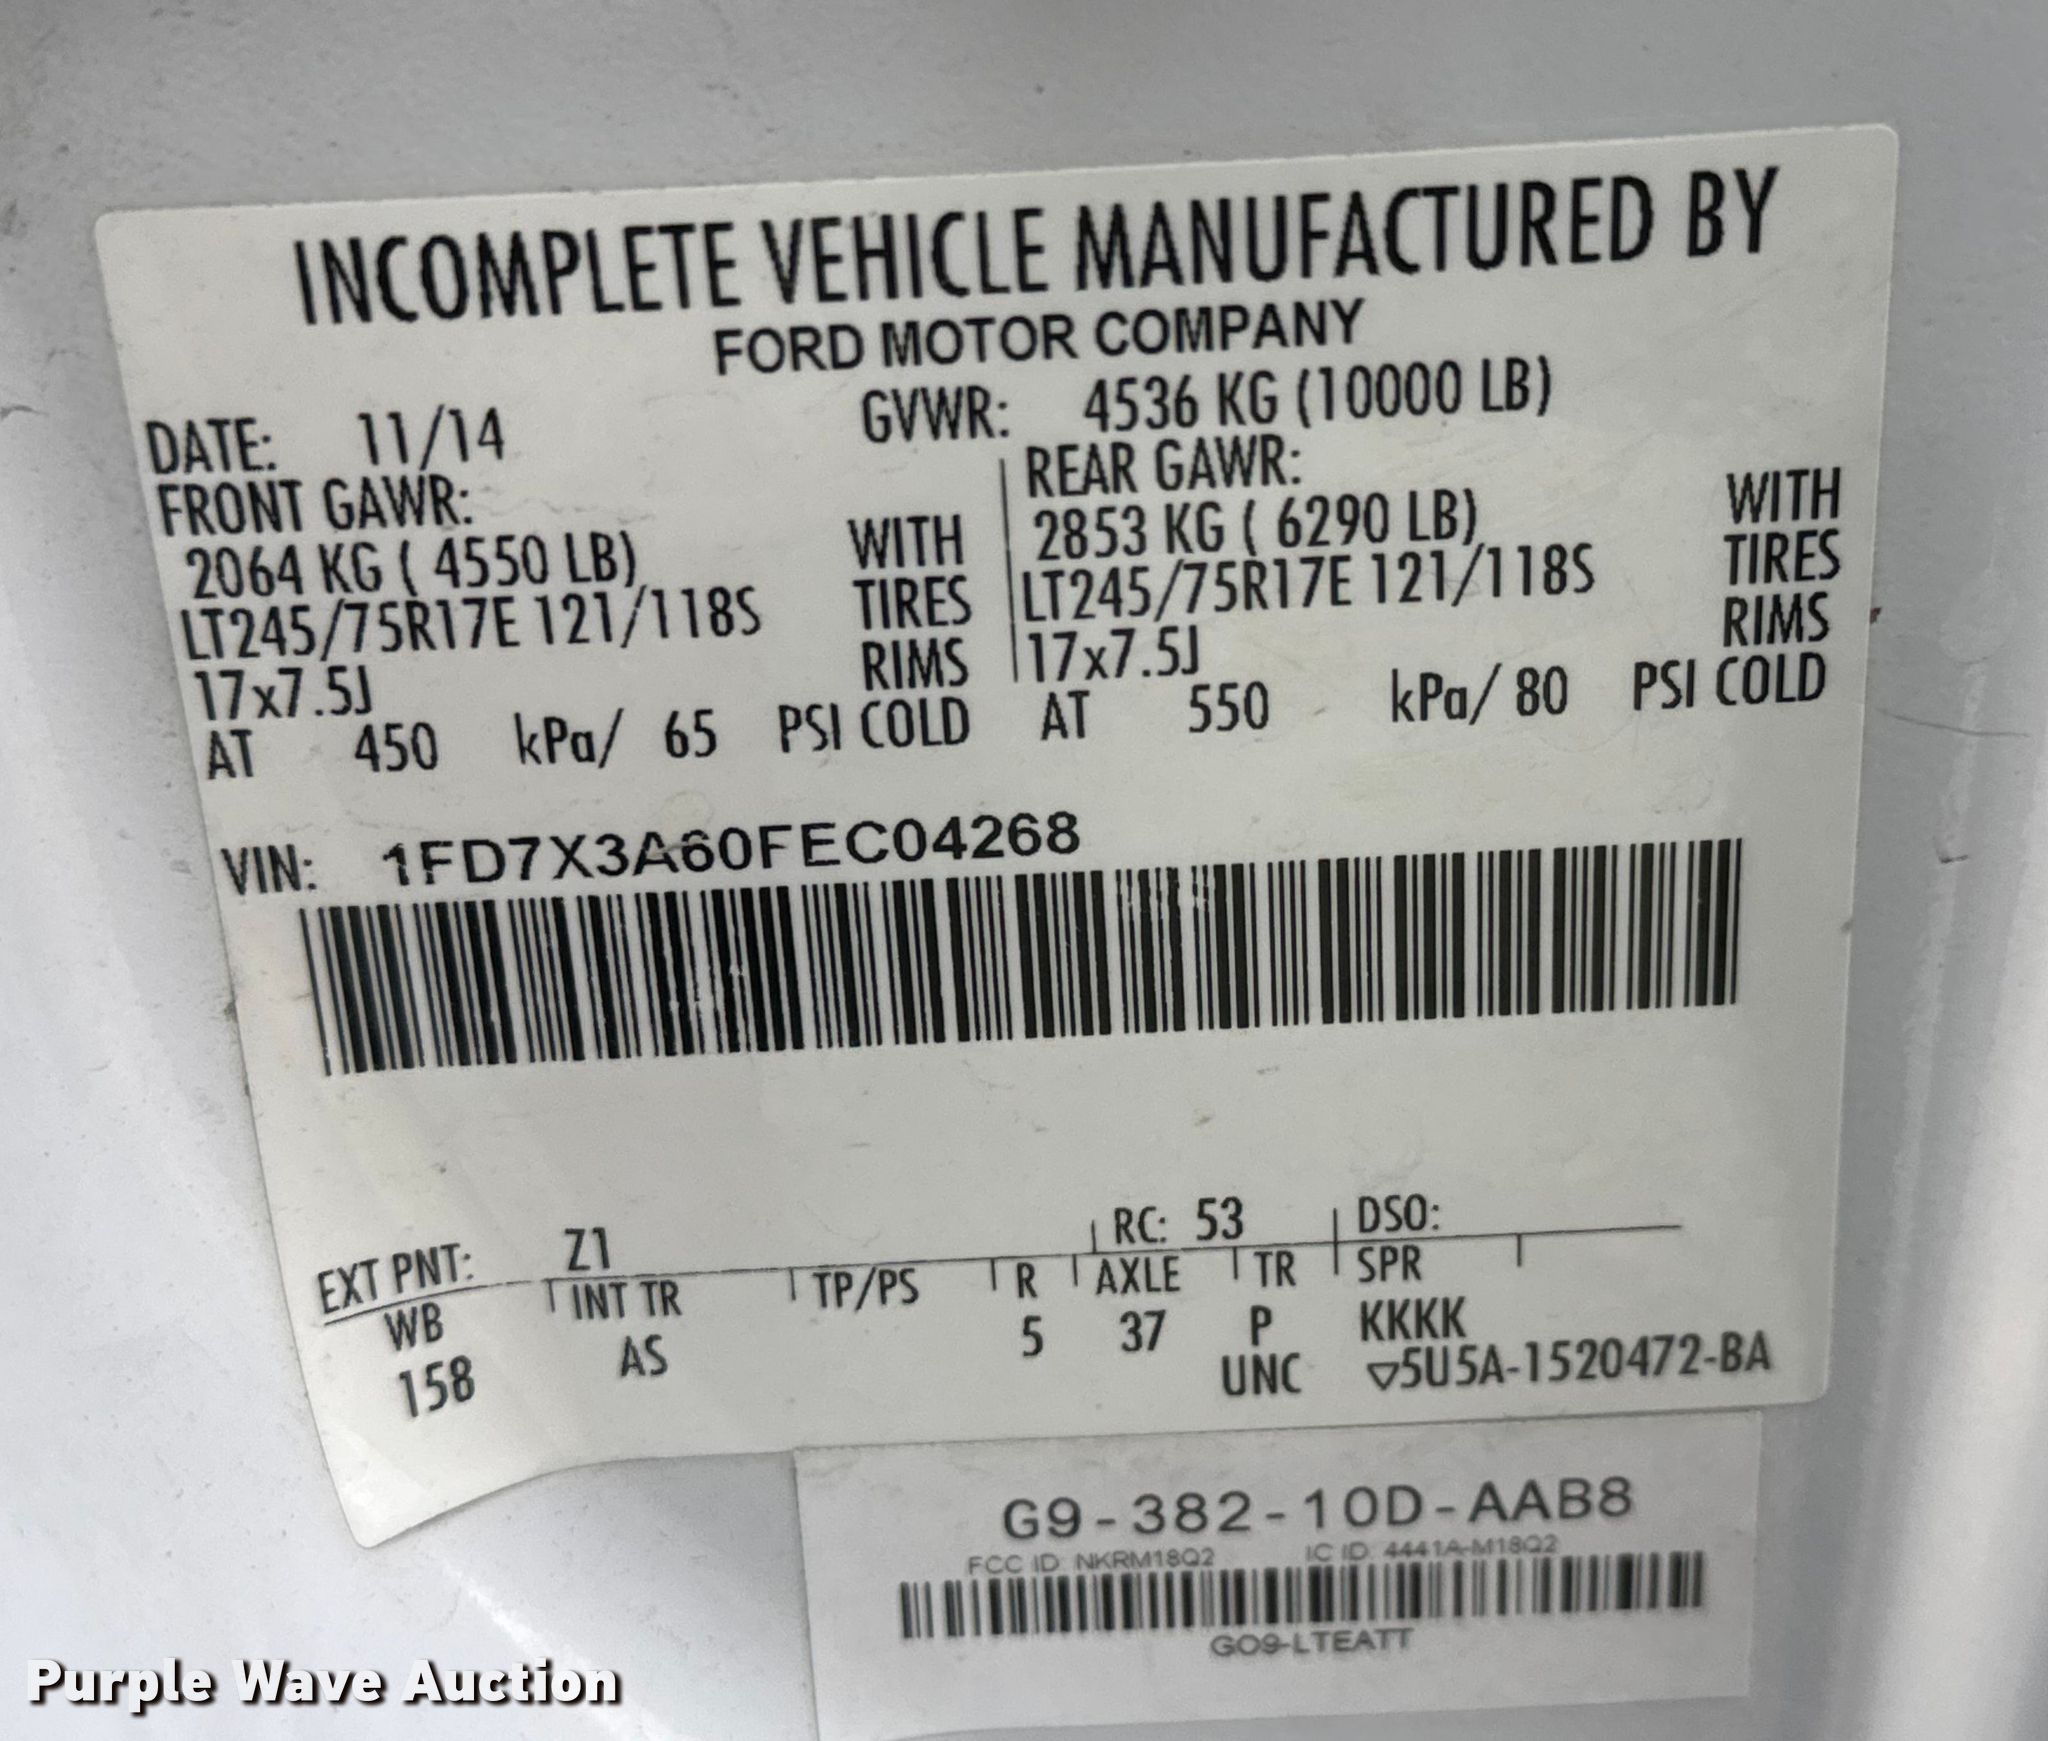 INCOMPLETE VEHICLE MANUFACTURED BY
FORD MOTOR COMPANY
DATE: 11/14 GVWR: 4536 KG (10000 LB)
FRONT GAWR: REAR GAWR:
2064 KG ( 4550 LB) WITH 2853 KG ( 6290 LB) WITH
LT245/75R17E 121/118S TIRES LT245/75R17E 121/118S TIRES
17x7.5J RIMS 17x7.5J RIMS
AT 450 kPa/ 65 PSI COLD AT 550 kPa/ 80 PSI COLD
VIN: 1FD7X3A60FEC04268
EXT PNT: Z1 RC: 53 DSO:
WB INT TR TP/PS R AXLE TR SPR
158 AS 5 37 P KKKK
UNC ▽5U5A-1520472-BA
G9-382-10D-AAB8
FCC ID: NKRM18Q2 IC ID: 4441A-M18Q2
GO9-LTEATT
Purple Wave Auction